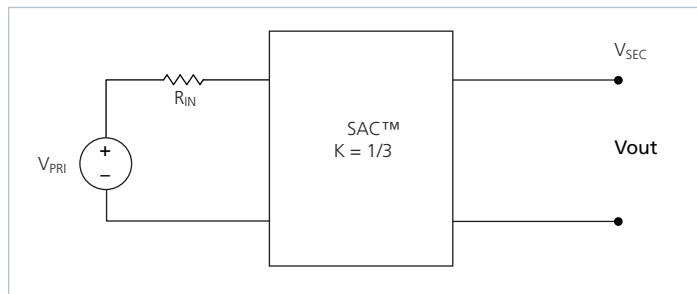 V_SEC
R_IN
SAC™
K = 1/3
V_PRI
+
–
Vout